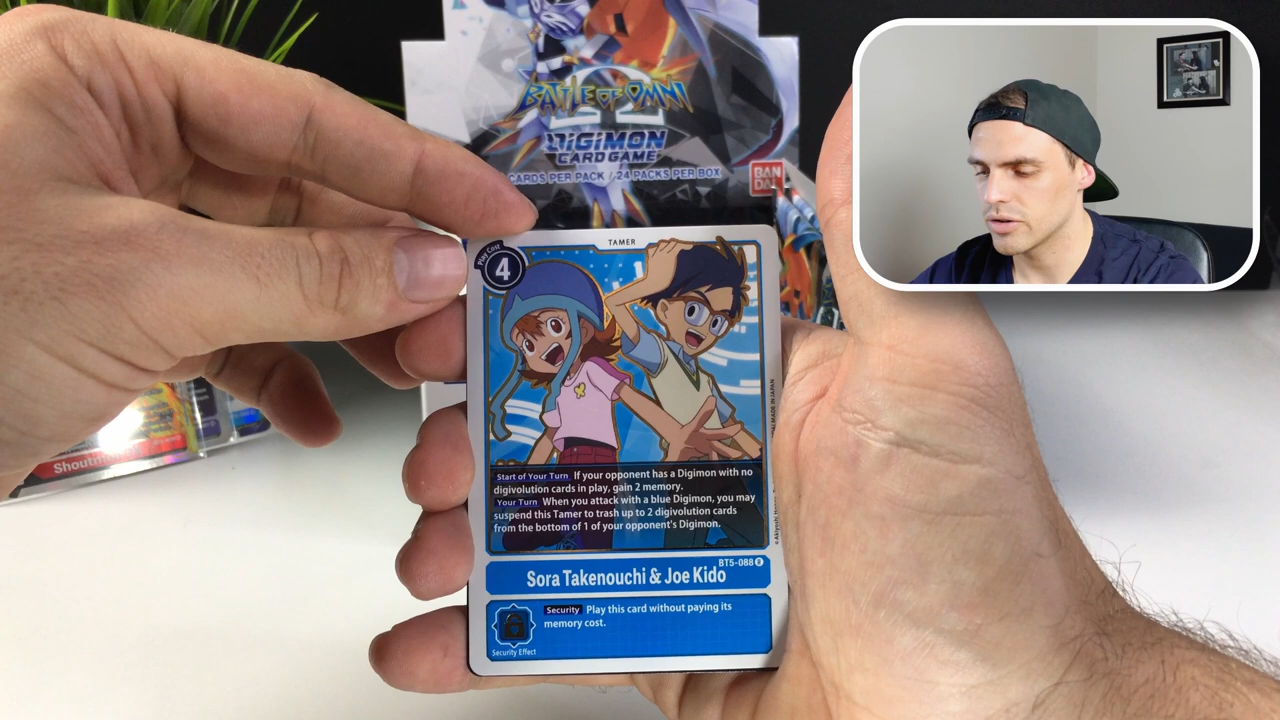 BATTLE OF OMNI
DIGIMON
CARD GAME
CARDS PER PACK / 24 PACKS PER BOX
BAN
DAI
TAMER
Play Cost
4
Start of Your Turn If your opponent has a Digimon with no
digivolution cards in play, gain 2 memory.
Your Turn When you attack with a blue Digimon, you may
suspend this Tamer to trash up to 2 digivolution cards
from the bottom of 1 of your opponent's Digimon.
BT5-088 R
Sora Takenouchi & Joe Kido
Security Play this card without paying its
memory cost.
Security Effect
MADE IN JAPAN